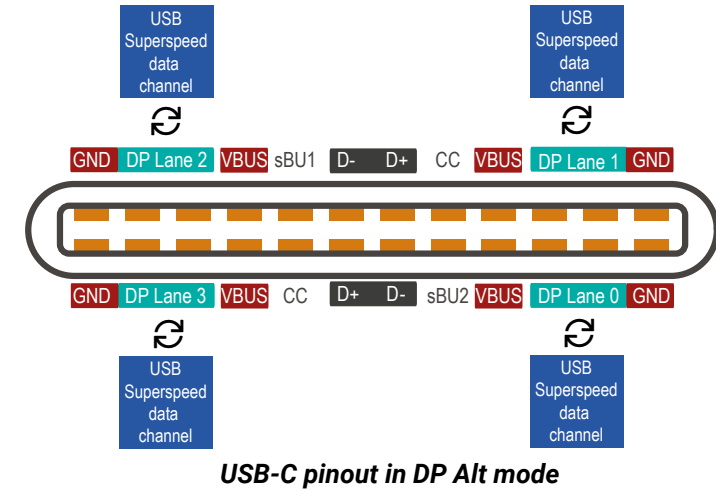 USB
Superspeed
data
channel
USB
Superspeed
data
channel
GND DP Lane 2 VBUS sBU1 D- D+ CC VBUS DP Lane 1 GND
GND DP Lane 3 VBUS CC D+ D- sBU2 VBUS DP Lane 0 GND
USB
Superspeed
data
channel
USB
Superspeed
data
channel
USB-C pinout in DP Alt mode